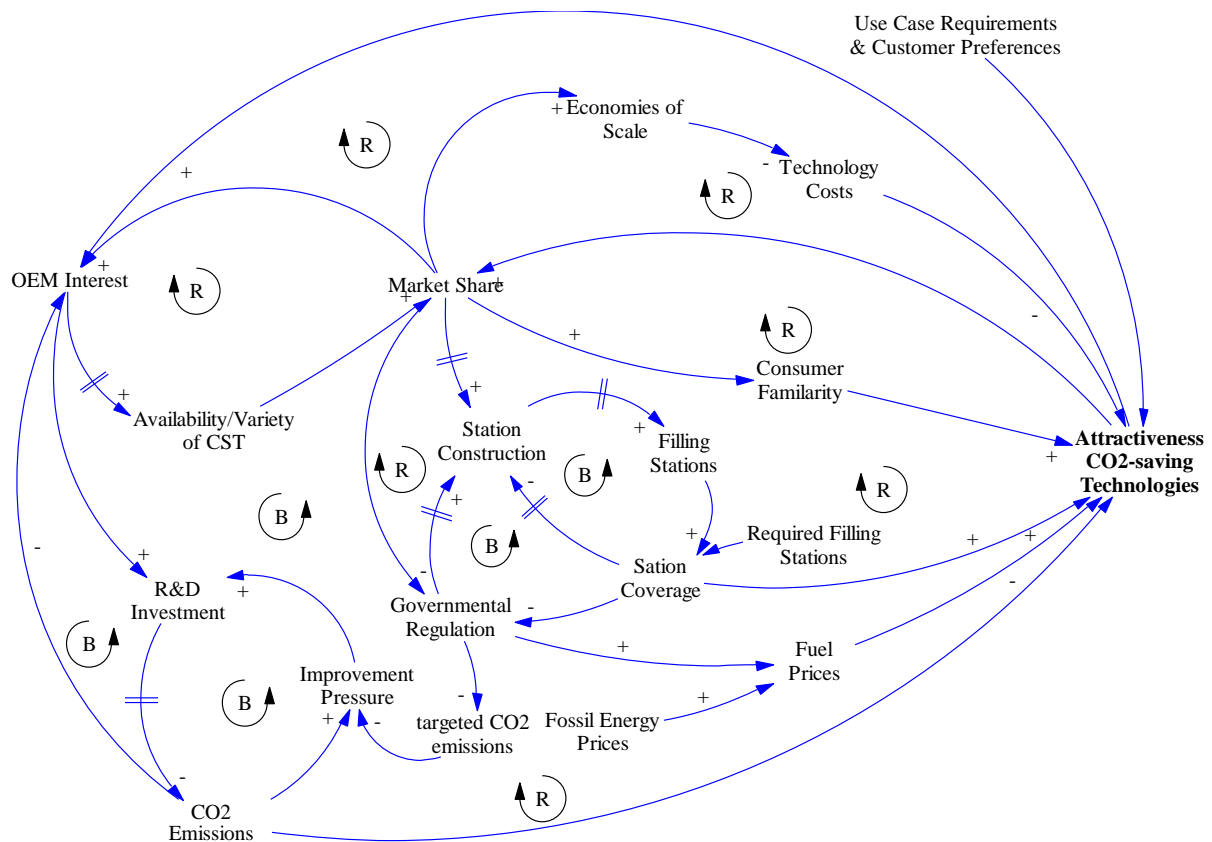 Use Case Requirements
& Customer Preferences
+
Economies of
Scale
R
-
Technology
Costs
+
R
OEM Interest
+
R
Market Share
+
+
-
+
R
Consumer
Familarity
+
+
Availability/Variety
of CST
Station
Construction
+
Filling
Stations
Attractiveness
CO2-saving
Technologies
+
R
-
B
R
+
B
B
+
Required Filling
Stations
+
+
-
+
R&D
Investment
+
-
Sation
Coverage
-
-
Governmental
Regulation
+
Fuel
Prices
B
B
Improvement
Pressure
+
-
-
targeted CO2
emissions
Fossil Energy
Prices
+
-
R
CO2
Emissions